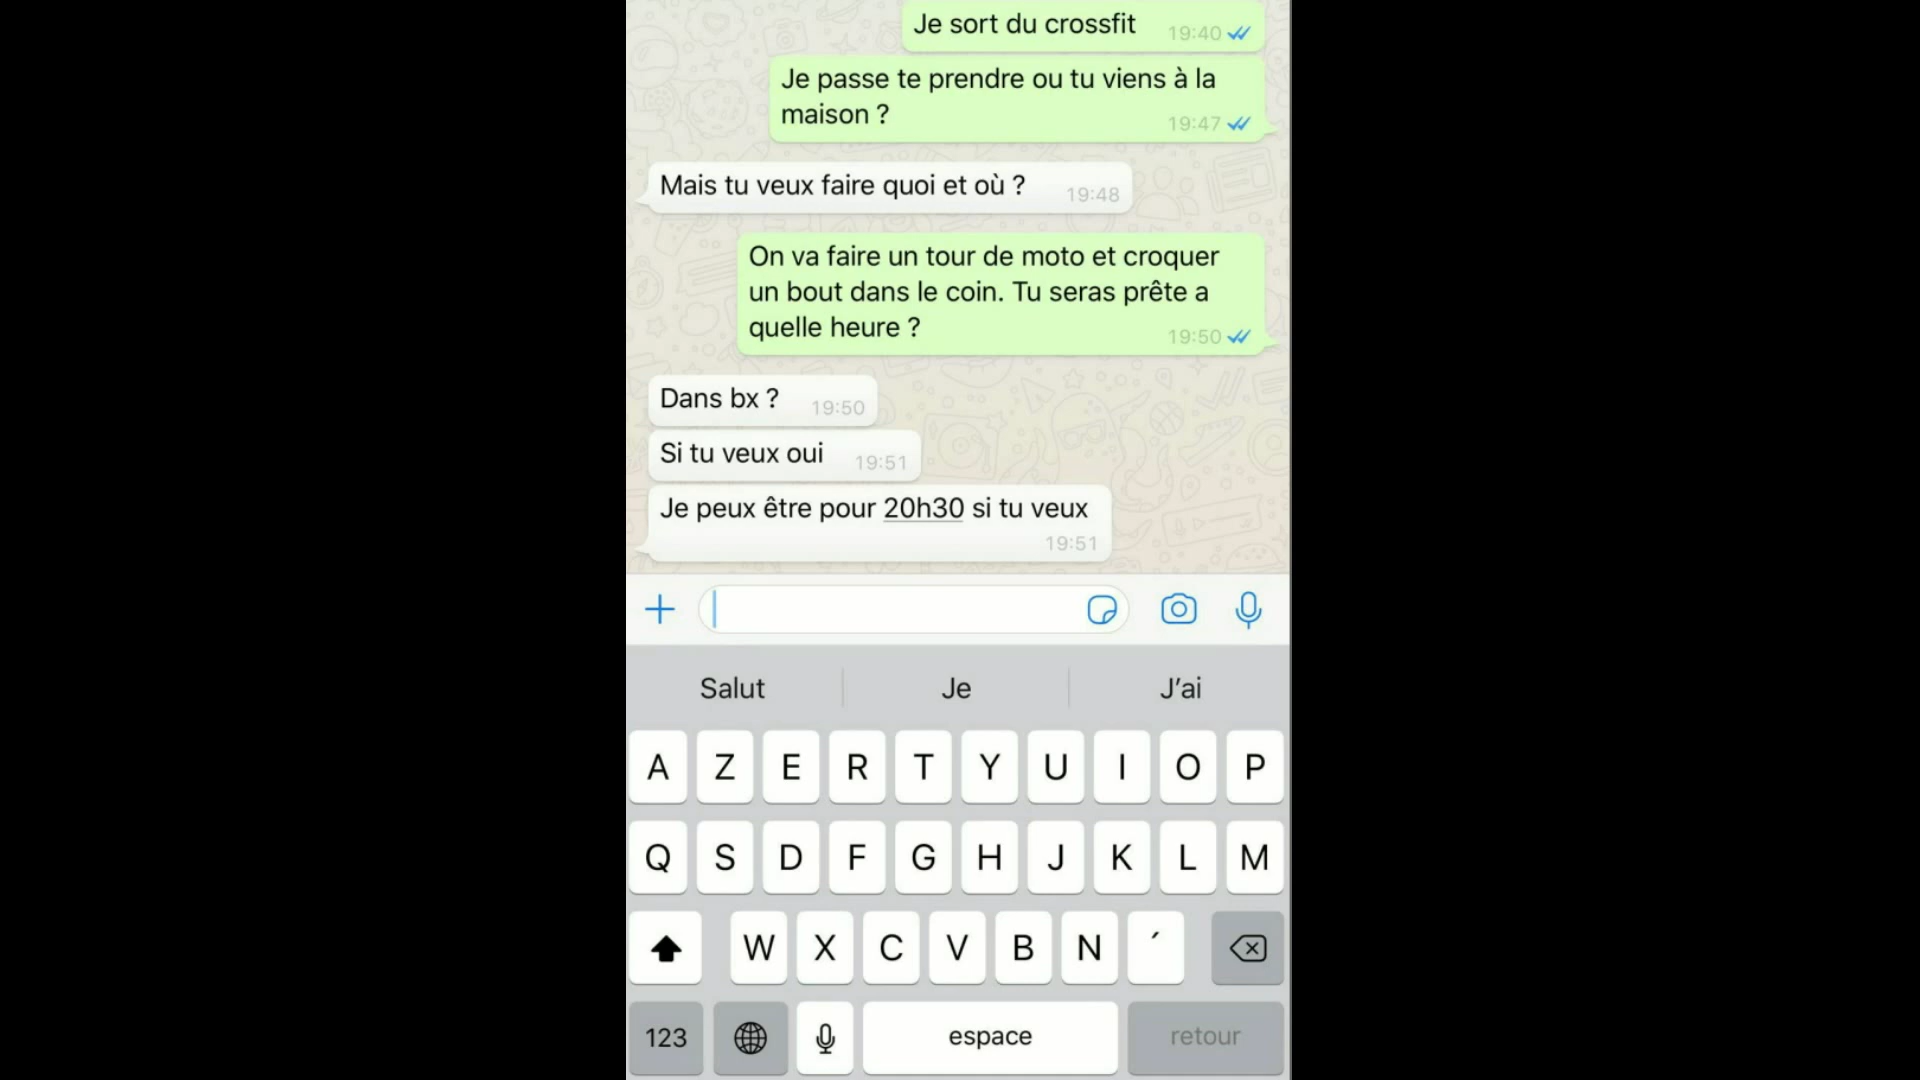 Je sort du crossfit
19:40
Je passe te prendre ou tu viens à la
maison ?
19:47
Mais tu veux faire quoi et où ?
19:48
On va faire un tour de moto et croquer
un bout dans le coin. Tu seras prête a
quelle heure ?
19:50
Dans bx ?
19:50
Si tu veux oui
19:51
Je peux être pour 20h30 si tu veux
19:51
Salut Je J’ai
A Z E R T Y U I O P
Q S D F G H J K L M
W X C V B N ´
123 espace retour